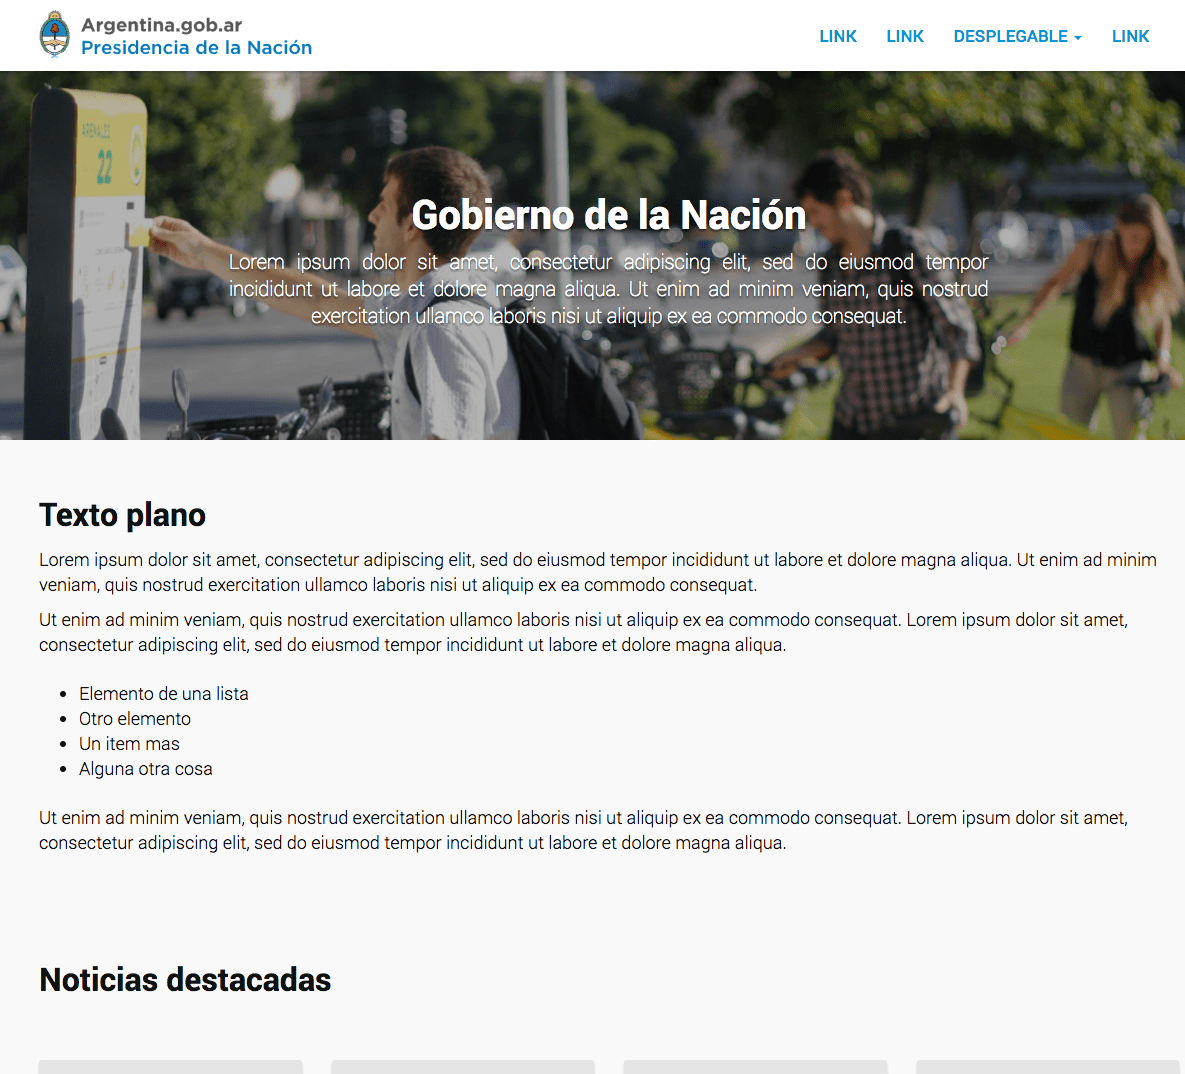 Argentina.gob.ar
Presidencia de la Nación
LINK LINK DESPLEGABLE LINK
ARENALES
22
Gobierno de la Nación
Lorem ipsum dolor sit amet, consectetur adipiscing elit, sed do eiusmod tempor
incididunt ut labore et dolore magna aliqua. Ut enim ad minim veniam, quis nostrud
exercitation ullamco laboris nisi ut aliquip ex ea commodo consequat.
Texto plano
Lorem ipsum dolor sit amet, consectetur adipiscing elit, sed do eiusmod tempor incididunt ut labore et dolore magna aliqua. Ut enim ad minim
veniam, quis nostrud exercitation ullamco laboris nisi ut aliquip ex ea commodo consequat.
Ut enim ad minim veniam, quis nostrud exercitation ullamco laboris nisi ut aliquip ex ea commodo consequat. Lorem ipsum dolor sit amet,
consectetur adipiscing elit, sed do eiusmod tempor incididunt ut labore et dolore magna aliqua.
• Elemento de una lista
• Otro elemento
• Un item mas
• Alguna otra cosa
Ut enim ad minim veniam, quis nostrud exercitation ullamco laboris nisi ut aliquip ex ea commodo consequat. Lorem ipsum dolor sit amet,
consectetur adipiscing elit, sed do eiusmod tempor incididunt ut labore et dolore magna aliqua.
Noticias destacadas